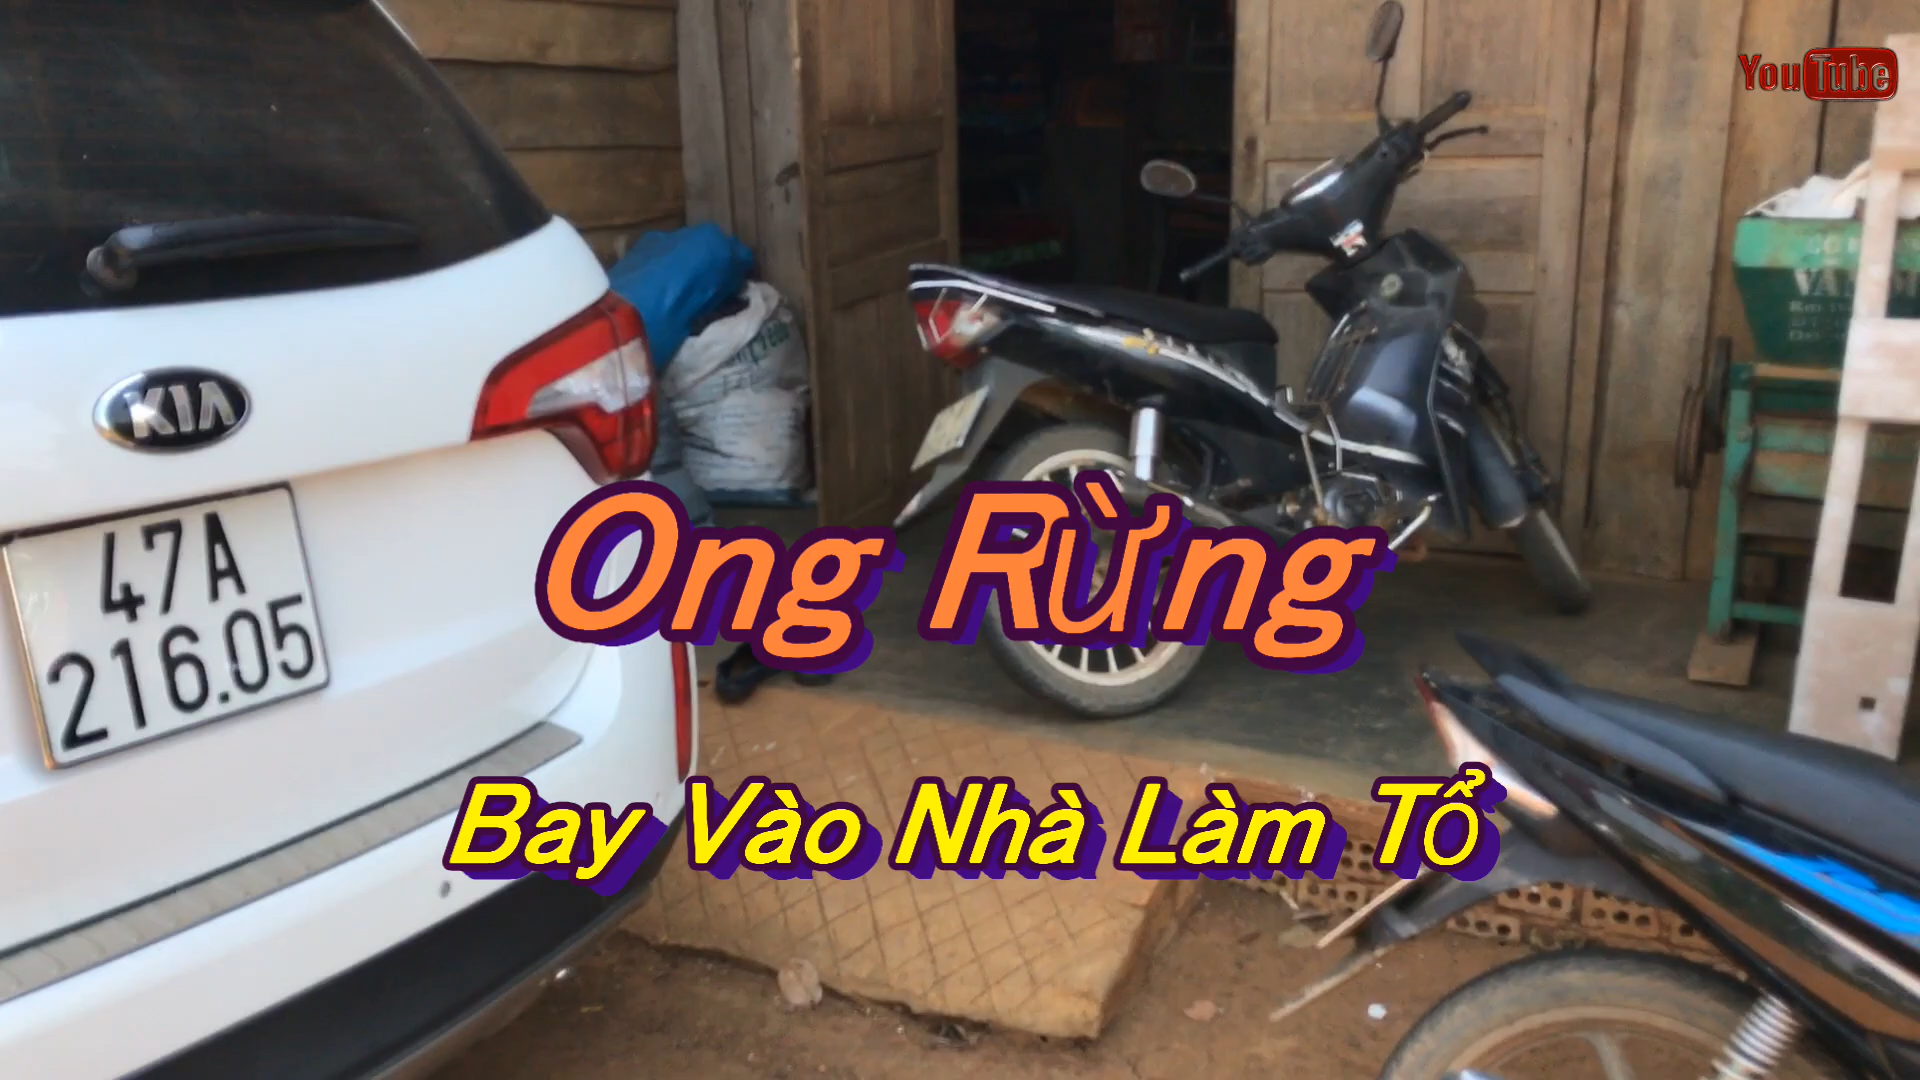 YouTube
KIA
47A
216.05
Ong Rừng
Bay Vào Nhà Làm Tổ